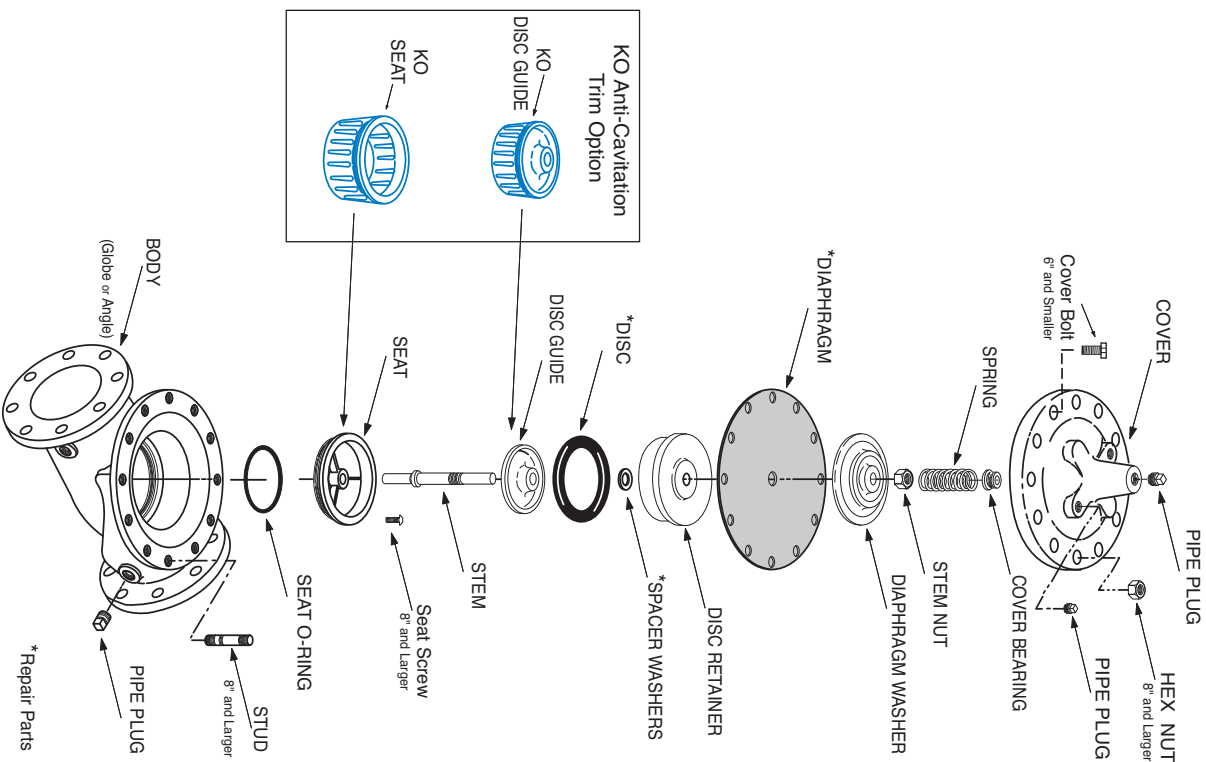 KO Anti-Cavitation
Trim Option
KO
DISC GUIDE
KO
SEAT
PIPE PLUG
HEX NUT
8" and Larger
PIPE PLUG
COVER
Cover Bolt
6" and Smaller
COVER BEARING
SPRING
STEM NUT
DIAPHRAGM WASHER
*DIAPHRAGM
DISC RETAINER
*SPACER WASHERS
*DISC
DISC GUIDE
STEM
Seat Screw
8" and Larger
SEAT
SEAT O-RING
STUD
8" and Larger
BODY
(Globe or Angle)
PIPE PLUG
*Repair Parts